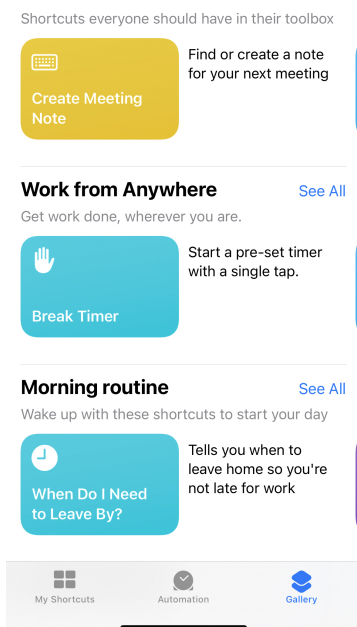 Shortcuts everyone should have in their toolbox
Create Meeting
Note
Find or create a note
for your next meeting
Work from Anywhere
See All
Get work done, wherever you are.
Break Timer
Start a pre-set timer
with a single tap.
Morning routine
See All
Wake up with these shortcuts to start your day
When Do I Need
to Leave By?
Tells you when to
leave home so you're
not late for work
My Shortcuts
Automation
Gallery